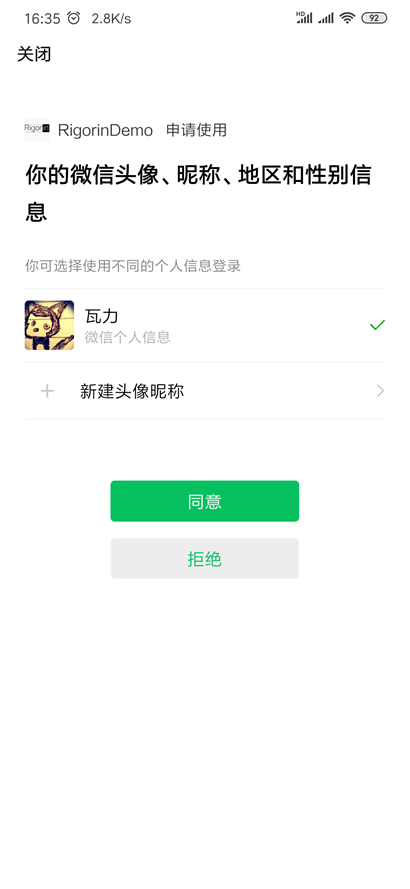 16:35 2.8K/s HD 92
关闭
Rigorin RigorinDemo 申请使用
你的微信头像、昵称、地区和性别信
息
你可选择使用不同的个人信息登录
瓦力
微信个人信息
新建头像昵称
同意
拒绝